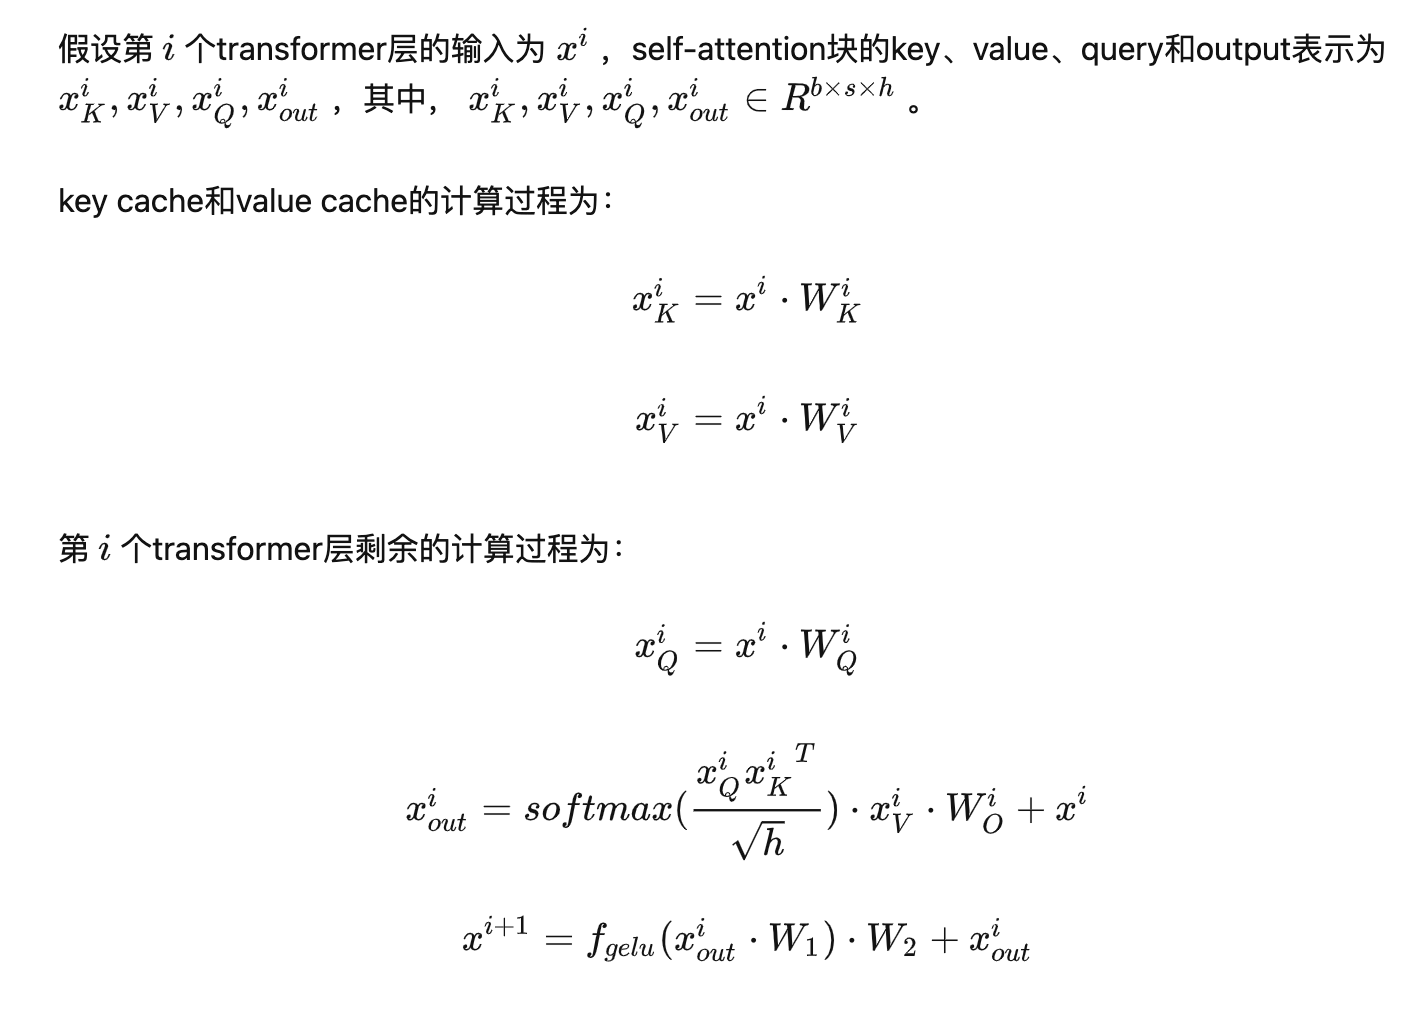 假设第 $i$ 个transformer层的输入为 $x^i$ ，self-attention块的key、value、query和output表示为
$x_K^i, x_V^i, x_Q^i, x_{out}^i$ ，其中， $x_K^i, x_V^i, x_Q^i, x_{out}^i \in R^{b \times s \times h}$ 。
key cache和value cache的计算过程为：
$x_K^i = x^i \cdot W_K^i$
$x_V^i = x^i \cdot W_V^i$
第 $i$ 个transformer层剩余的计算过程为：
$x_Q^i = x^i \cdot W_Q^i$
$x_{out}^i = softmax(\frac{x_Q^i {x_K^i}^T}{\sqrt{h}}) \cdot x_V^i \cdot W_O^i + x^i$
$x^{i+1} = f_{gelu}(x_{out}^i \cdot W_1) \cdot W_2 + x_{out}^i$